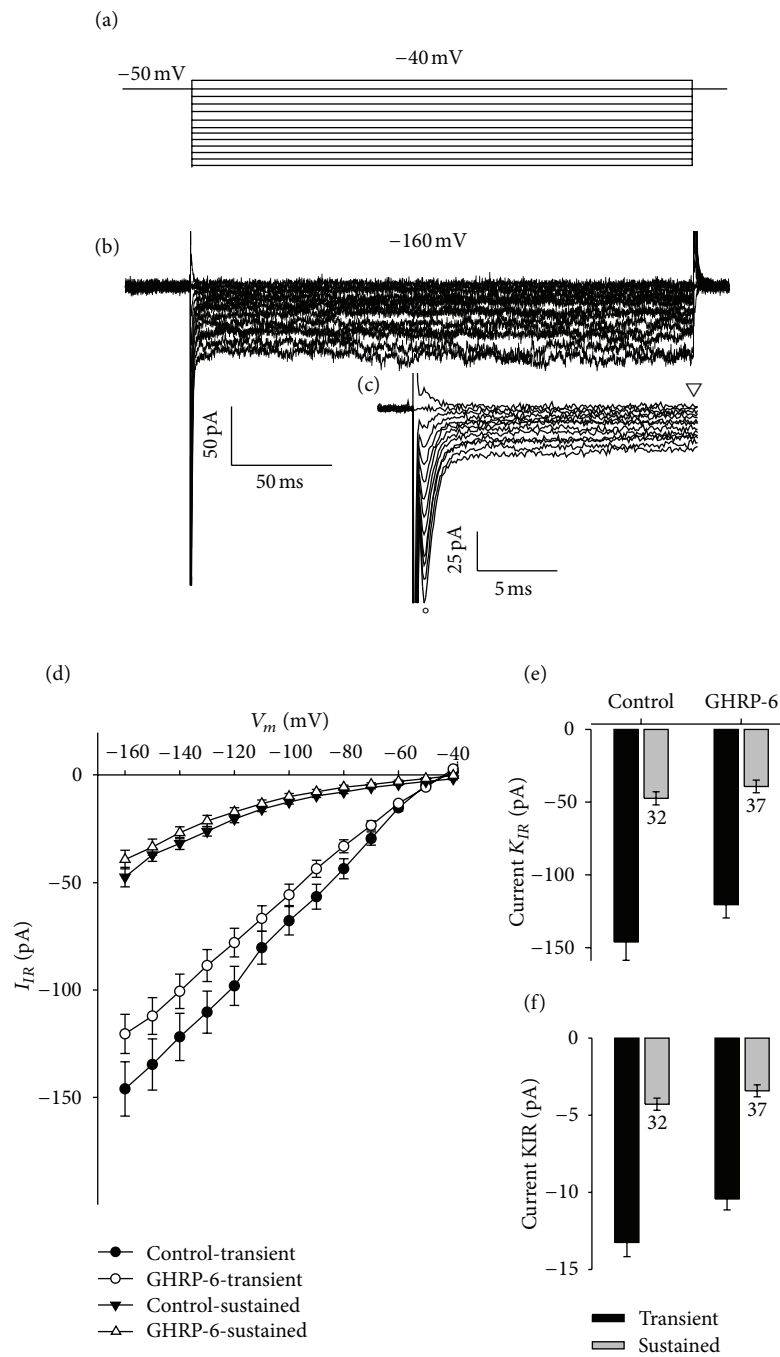 (a)
−40 mV
−50 mV
(b)
−160 mV
(c)
50 pA
50 ms
25 pA
5 ms
(d)
V_m (mV)
−160 −140 −120 −100 −80 −60 −40
0
−50
−100
−150
I_IR (pA)
Control-transient
GHRP-6-transient
Control-sustained
GHRP-6-sustained
(e)
Control GHRP-6
0
−50
−100
−150
Current K_IR (pA)
32
37
(f)
0
−5
−10
−15
Current KIR (pA)
32
37
Transient
Sustained